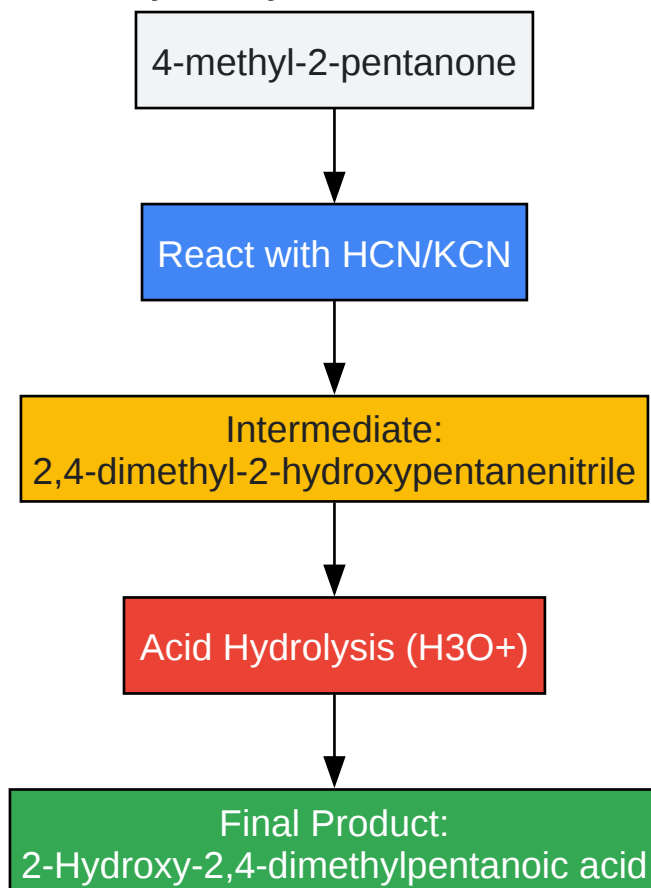 4-methyl-2-pentanone
React with HCN/KCN
Intermediate:
2,4-dimethyl-2-hydroxypentanenitrile
Acid Hydrolysis (H3O+)
Final Product:
2-Hydroxy-2,4-dimethylpentanoic acid